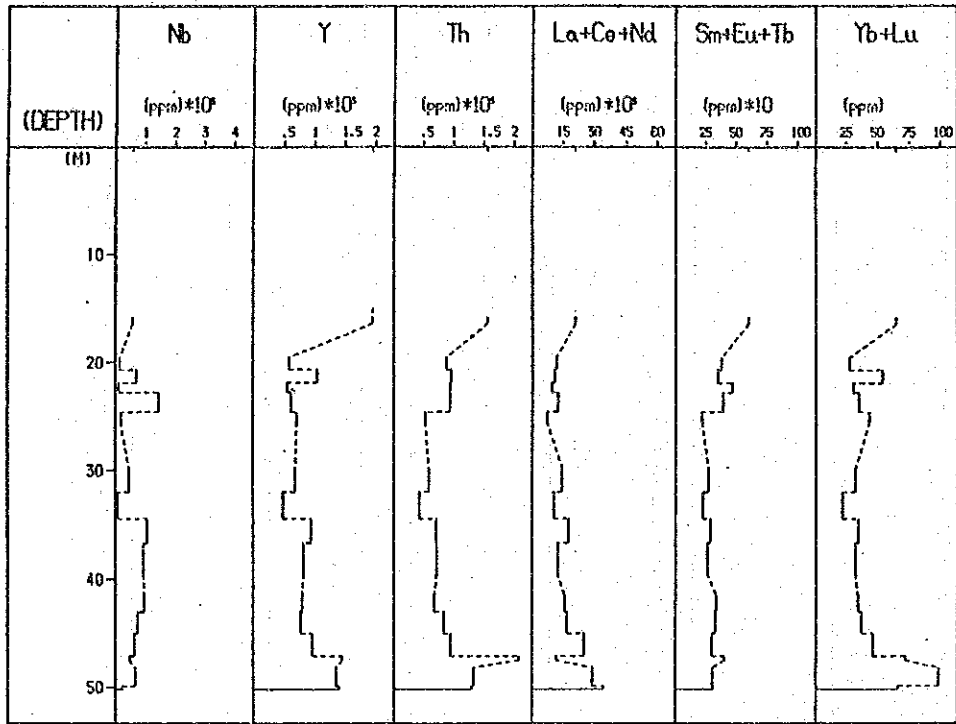 Nb Y Th La+Ce+Nd Sm+Eu+Tb Yb+Lu
(DEPTH) (ppm)*10³ (ppm)*10³ (ppm)*10³ (ppm)*10³ (ppm)*10 (ppm)
1 2 3 4 .5 1 1.5 2 .5 1 1.5 2 15 30 45 60 25 50 75 100 25 50 75 100
(M)
10
20
30
40
50